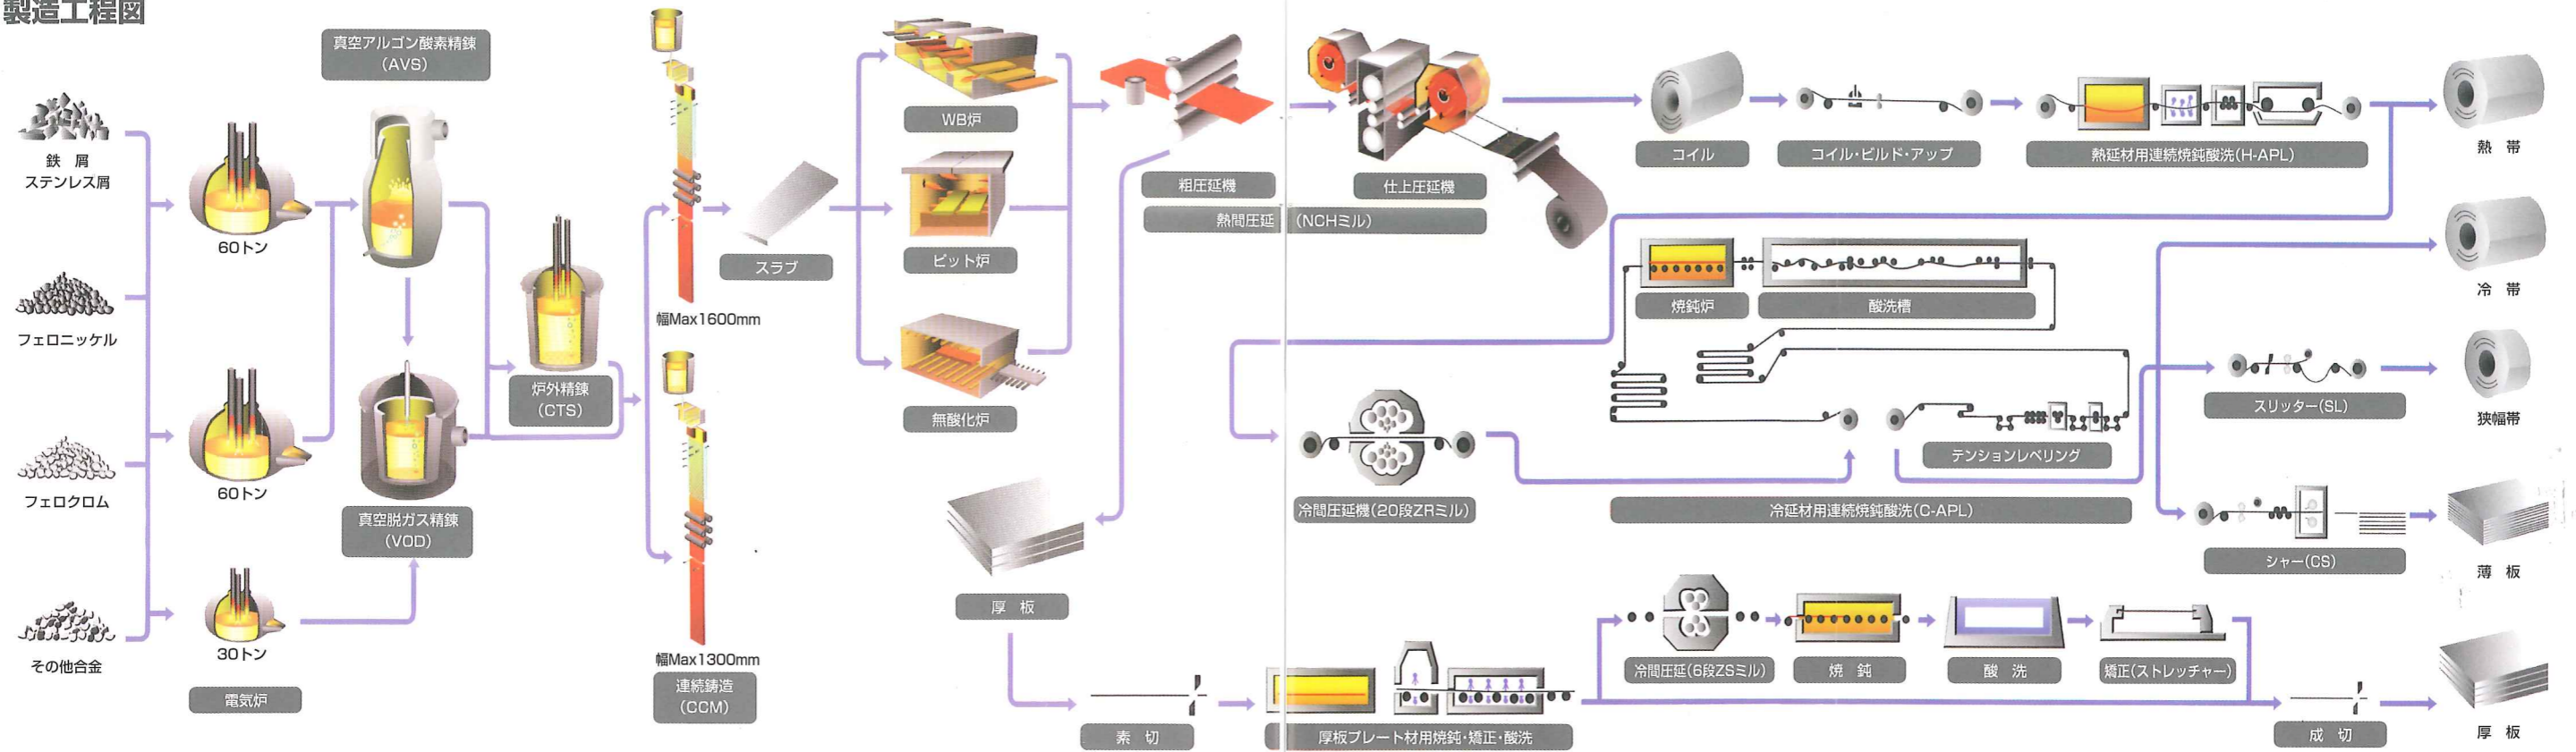 製造工程図
真空アルゴン酸素精錬
(AVS)
鉄 屑
ステンレス屑
フェロニッケル
フェロクロム
その他合金
60トン
60トン
30トン
電気炉
真空脱ガス精錬
(VOD)
炉外精錬
(CTS)
幅Max1600mm
幅Max1300mm
連続鋳造
(CCM)
スラブ
WB炉
ピット炉
無酸化炉
粗圧延機
仕上圧延機
熱間圧延 (NCHミル)
コイル
コイル・ビルド・アップ
熱延材用連続焼鈍酸洗(H-APL)
熱 帯
冷 帯
焼鈍炉
酸洗槽
テンションレベリング
冷間圧延機(20段ZRミル)
冷延材用連続焼鈍酸洗(C-APL)
スリッター(SL)
狭幅帯
シャー(CS)
薄 板
厚 板
素 切
厚板プレート材用焼鈍・矯正・酸洗
冷間圧延(6段ZSミル)
焼 鈍
酸 洗
矯正(ストレッチャー)
成 切
厚 板